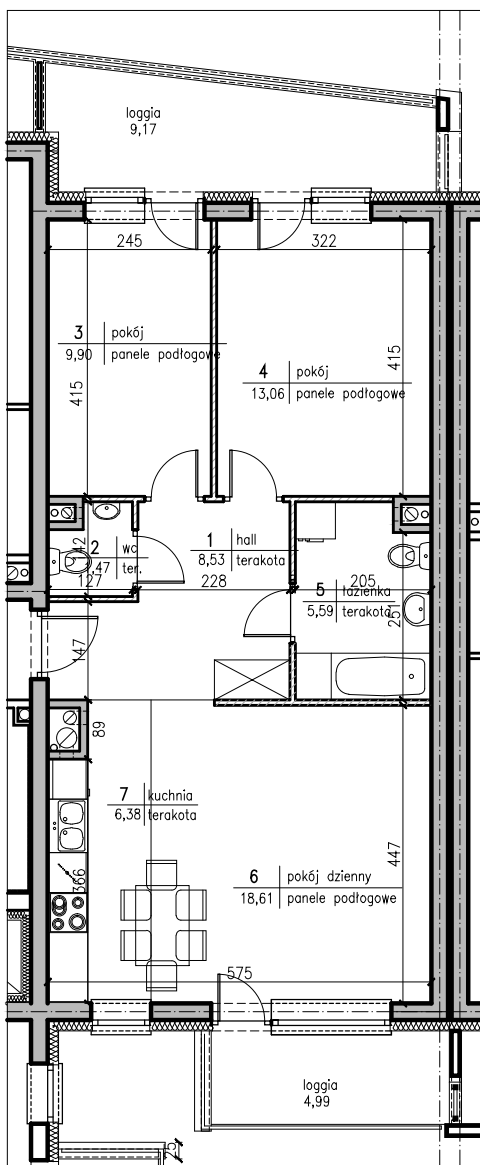 loggia
9,17
245
322
3 pokój
9,90 panele podłogowe
4 pokój
13,06 panele podłogowe
415
415
1 hall
8,53 terakota
2 wc
,47 ter.
42
127
228
205
5 łazienka
5,59 terakota
251
147
89
7 kuchnia
6,38 terakota
366
447
6 pokój dzienny
18,61 panele podłogowe
575
loggia
4,99
25